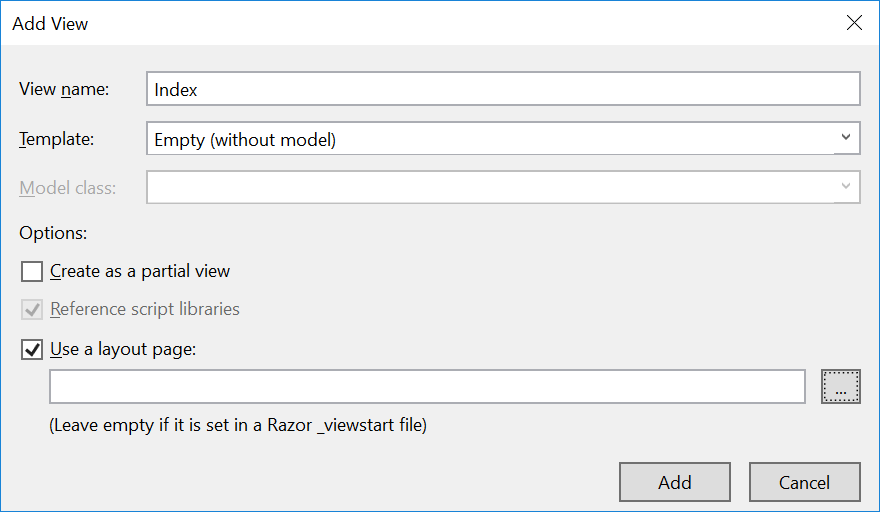 Add View
View name:
Index
Template:
Empty (without model)
Model class:
Options:
Create as a partial view
Reference script libraries
Use a layout page:
...
(Leave empty if it is set in a Razor _viewstart file)
Add
Cancel